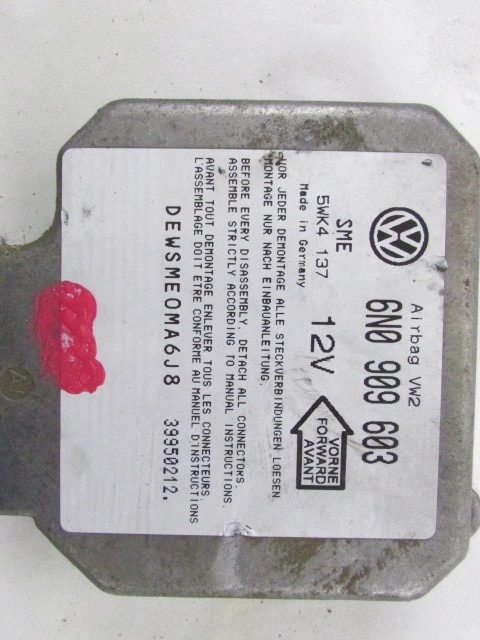 Airbag VW2
6N0 909 603
SME
5WK4 137
Made in Germany
12V
VORNE
FORWARD
AVANT
VOR JEDER DEMONTAGE ALLE STECKVERBINDUNGEN LOESEN.
MONTAGE NUR NACH EINBAUANLEITUNG.
BEFORE EVERY DISASSEMBLY, DETACH ALL CONNECTORS.
ASSEMBLE STRICTLY ACCORDING TO MANUAL INSTRUCTIONS.
AVANT TOUT DEMONTAGE ENLEVER TOUS LES CONNECTEURS.
L'ASSEMBLAGE DOIT ETRE CONFORME AU MANUEL D'INSTRUCTIONS
DEWSMEOMA6J8 39950212.